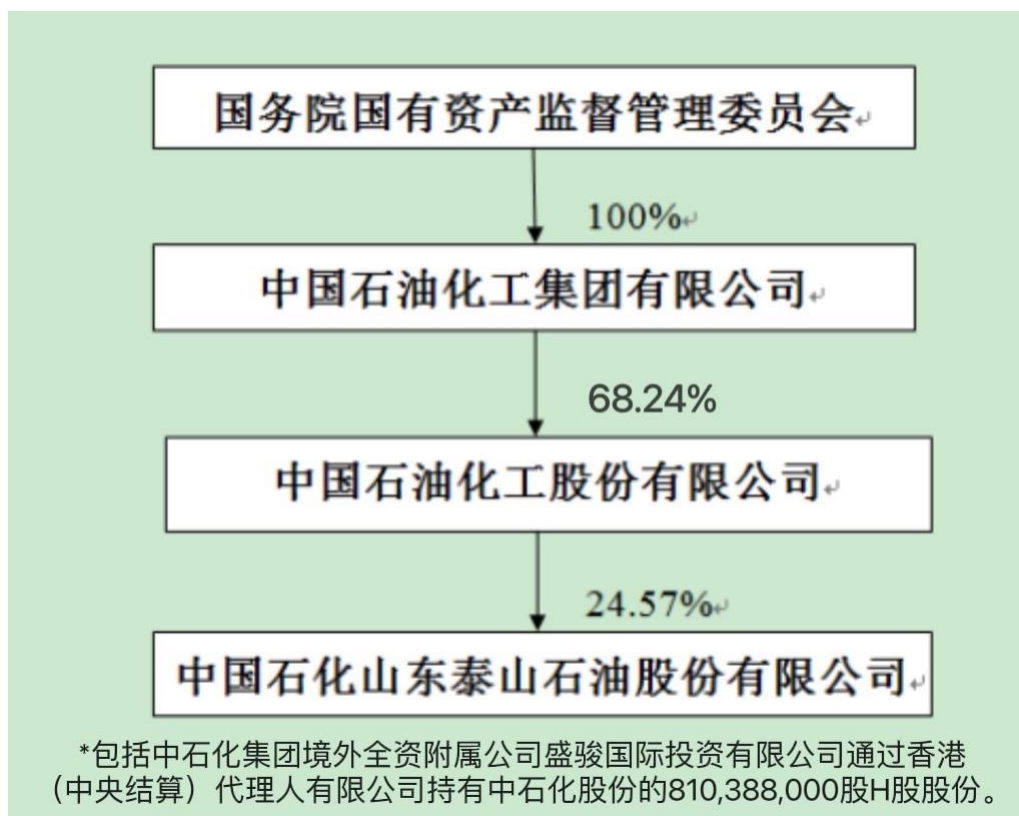 国务院国有资产监督管理委员会↵
100%↵
中国石油化工集团有限公司↵
68.24%
中国石油化工股份有限公司↵
24.57%↵
中国石化山东泰山石油股份有限公司↵
*包括中石化集团境外全资附属公司盛骏国际投资有限公司通过香港
（中央结算）代理人有限公司持有中石化股份的810,388,000股H股股份。